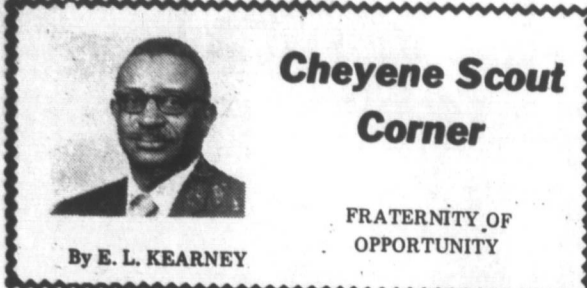 Cheyene Scout
Corner
FRATERNITY OF
OPPORTUNITY
By E. L. KEARNEY